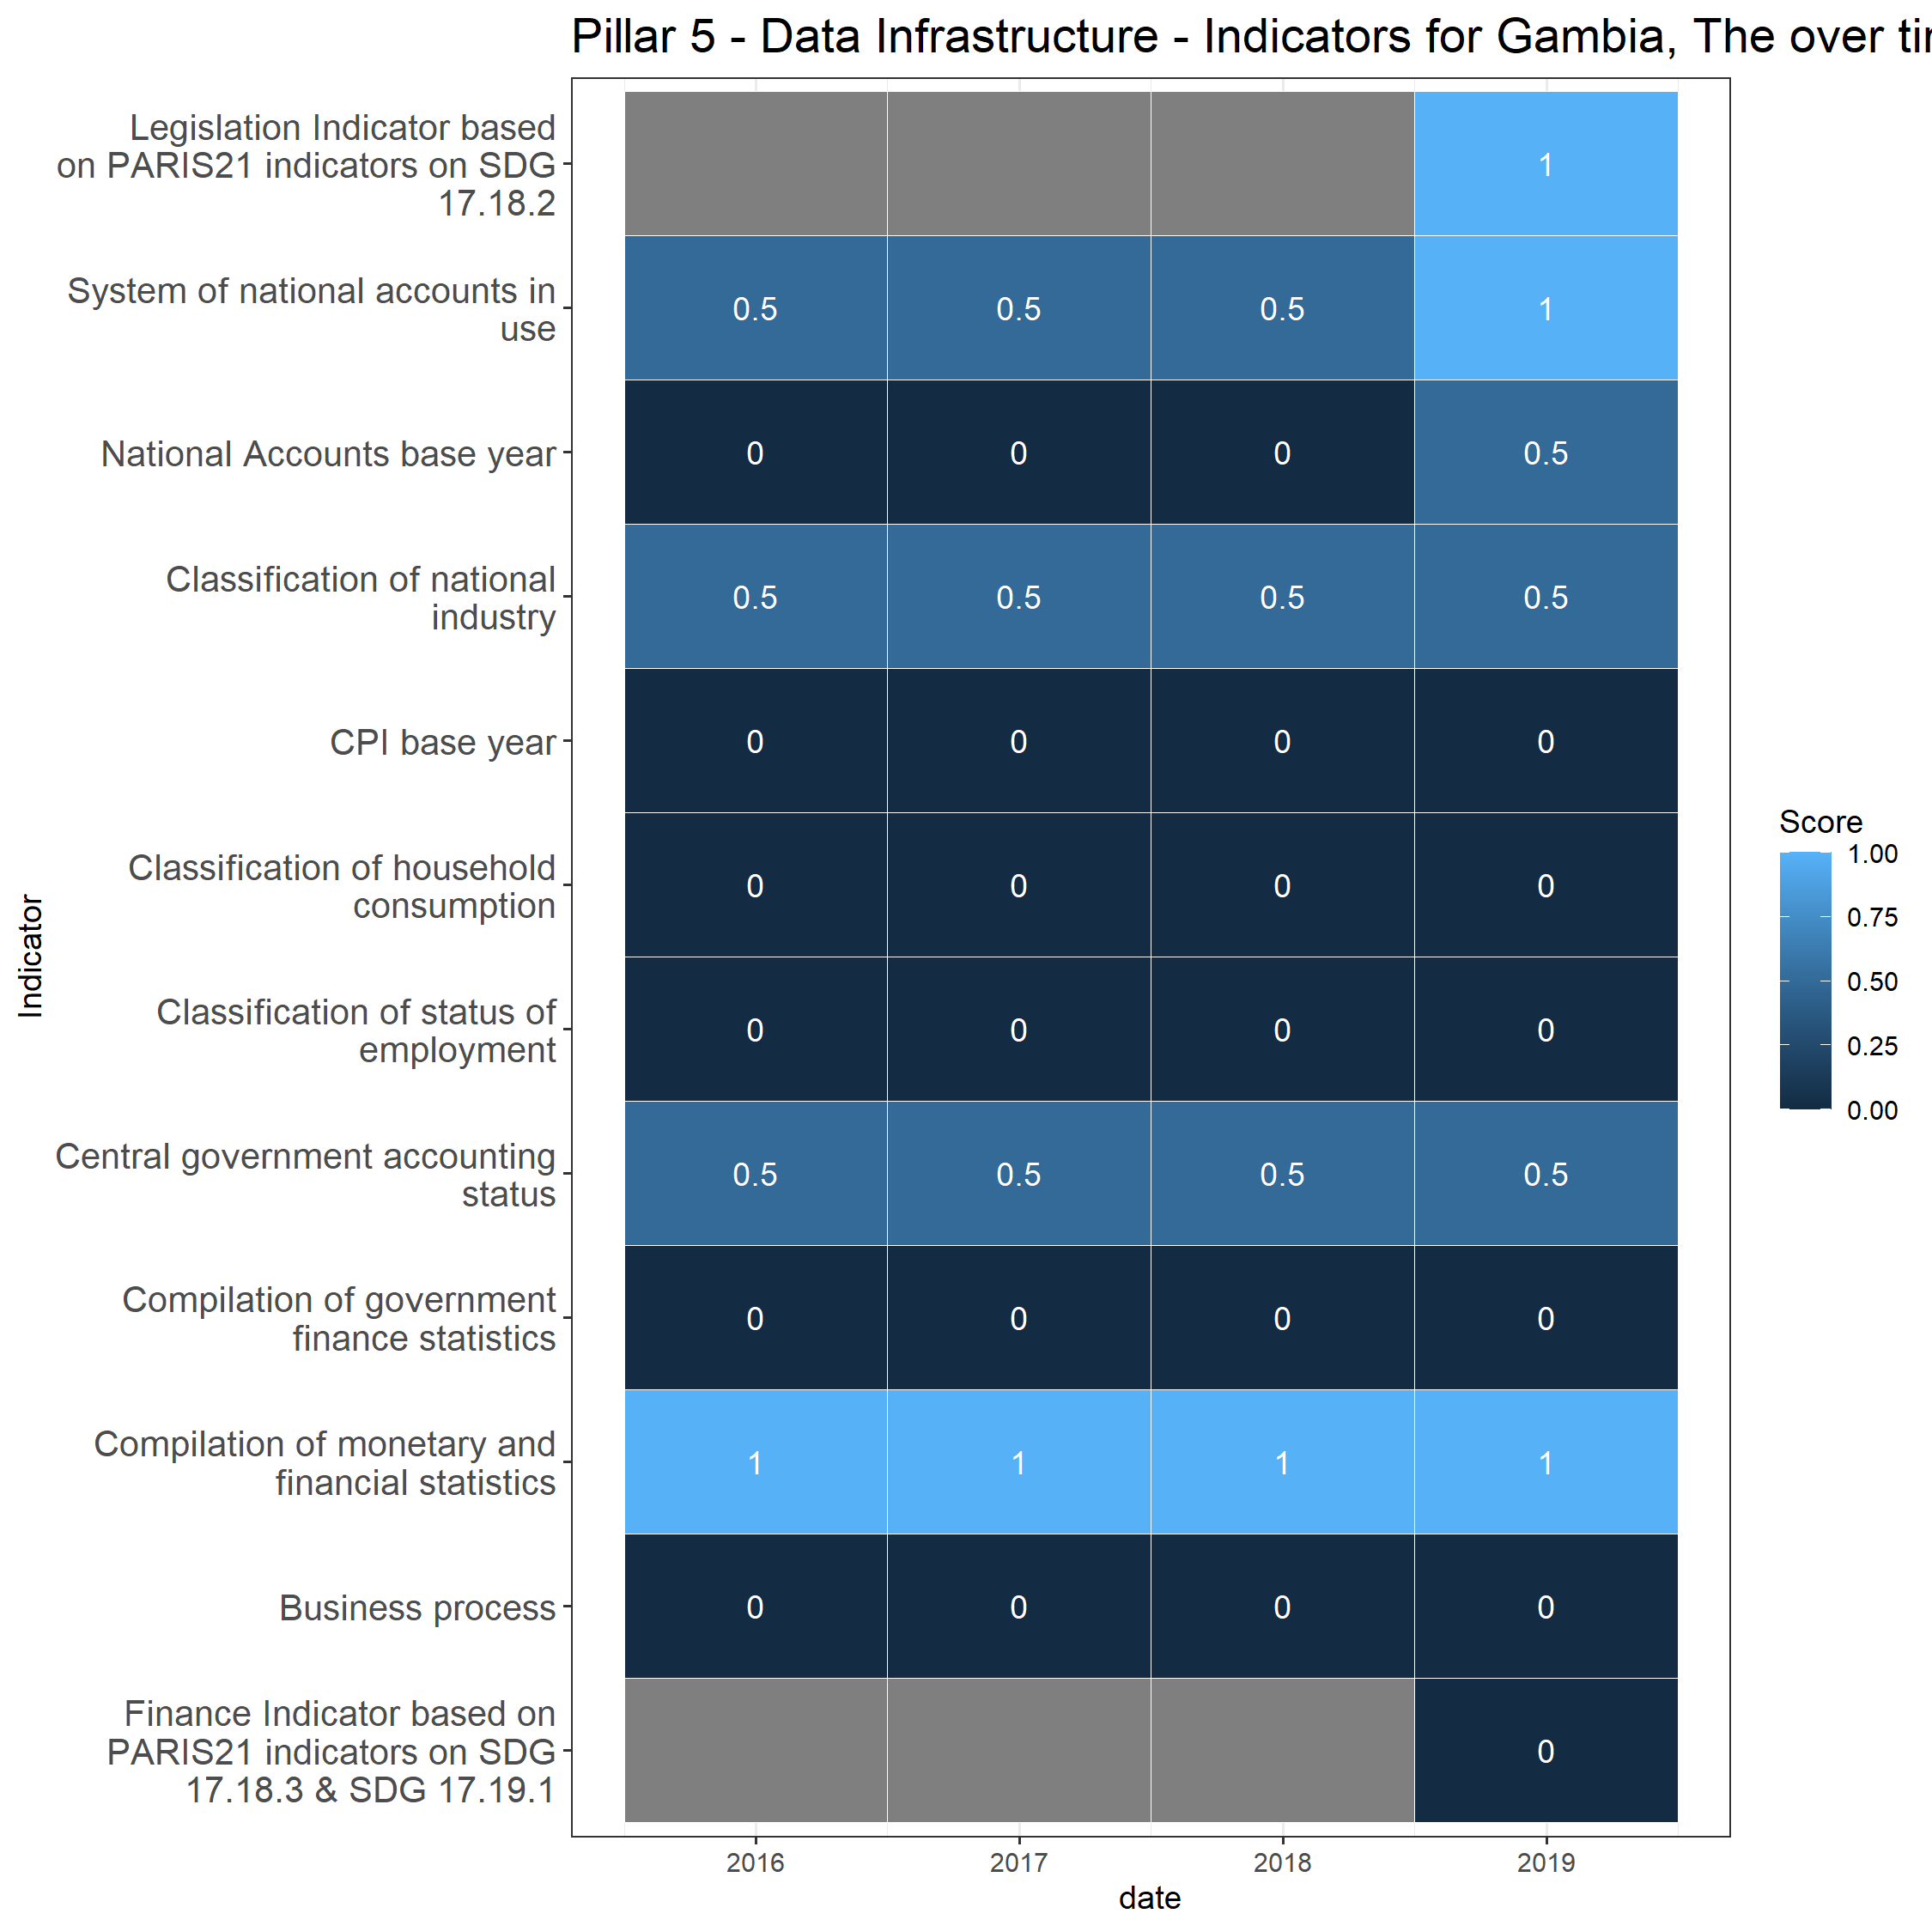 Pillar 5 - Data Infrastructure - Indicators for Gambia, The over
Legislation Indicator based
on PARIS21 indicators on SDG
17.18.2
1
System of national accounts in
use
0.5 0.5 0.5 1
National Accounts base year
0 0 0 0.5
Classification of national
industry
0.5 0.5 0.5 0.5
CPI base year
0 0 0 0
Classification of household
consumption
0 0 0 0
Classification of status of
employment
0 0 0 0
Central government accounting
status
0.5 0.5 0.5 0.5
Compilation of government
finance statistics
0 0 0 0
Compilation of monetary and
financial statistics
1 1 1 1
Business process
0 0 0 0
Finance Indicator based on
PARIS21 indicators on SDG
17.18.3 & SDG 17.19.1
0
2016 2017 2018 2019
date
Indicator
Score
1.00
0.75
0.50
0.25
0.00